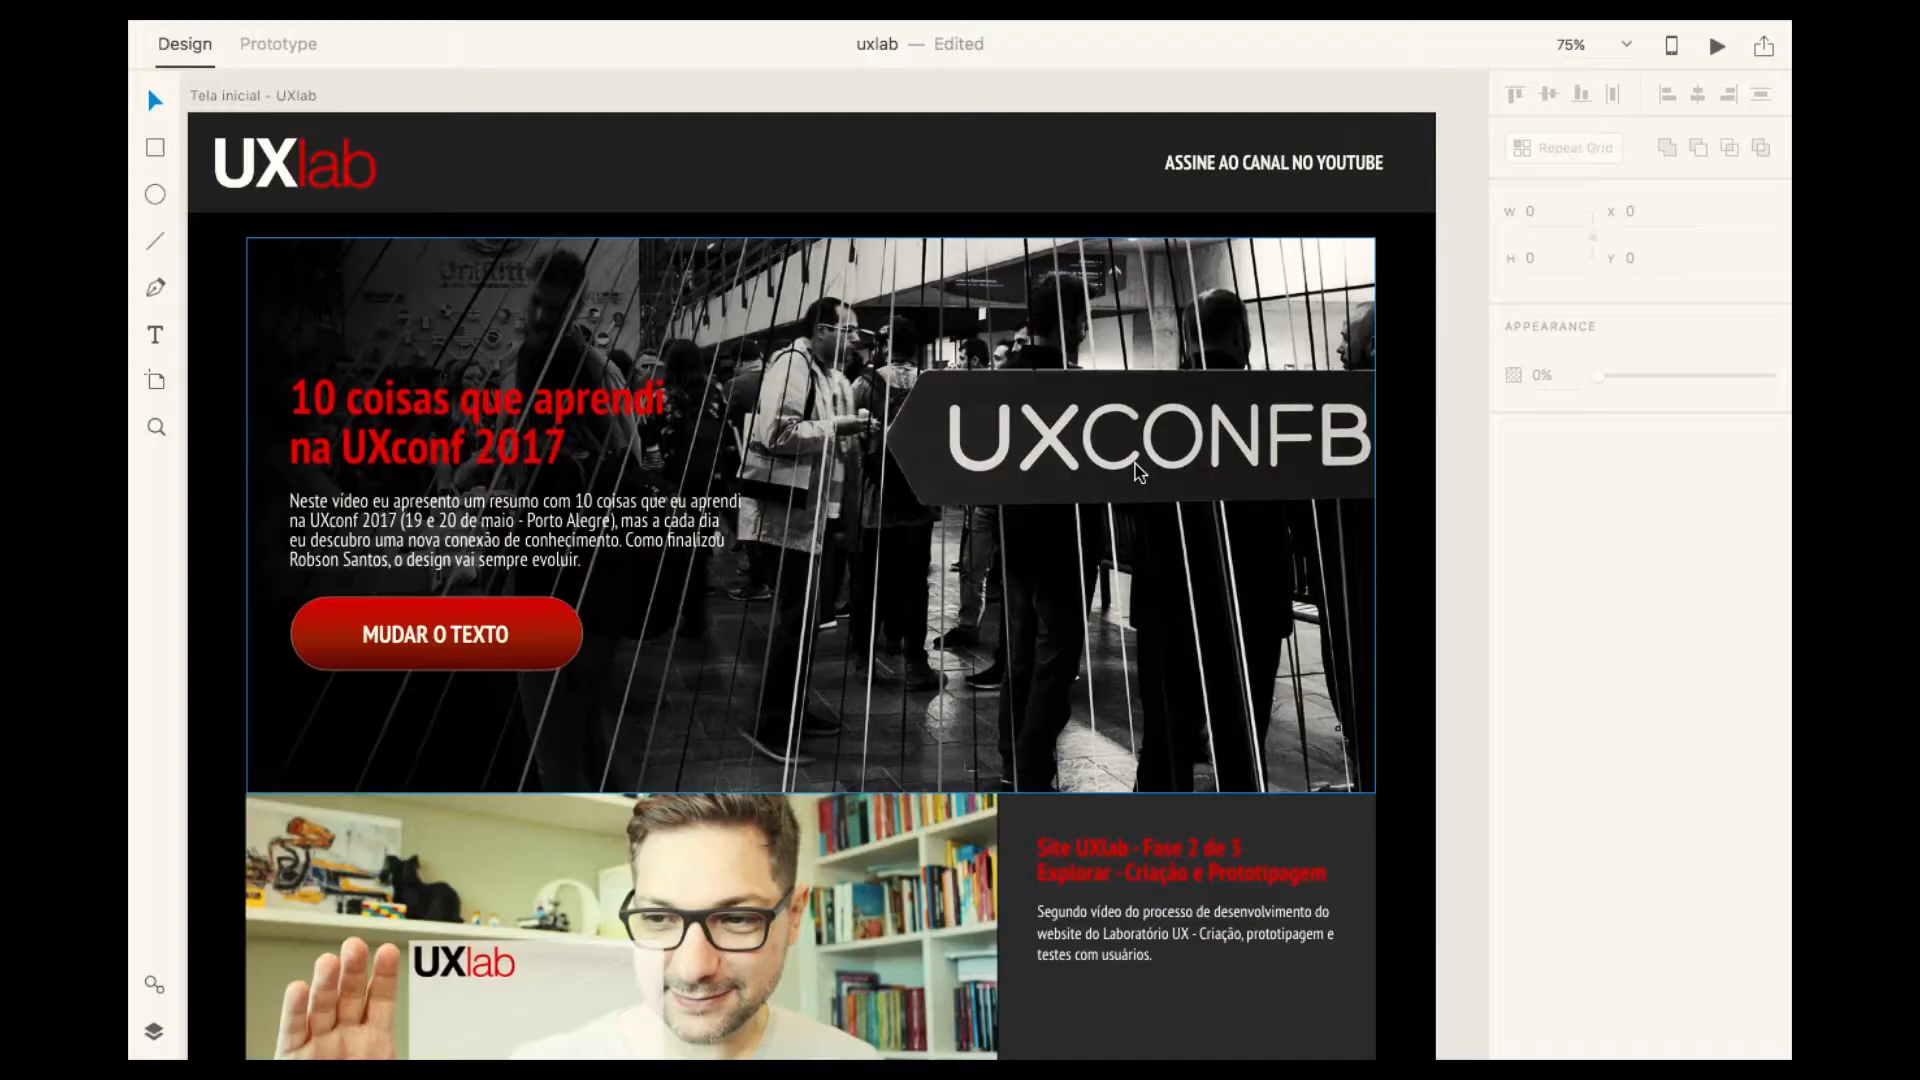 Design
Prototype
uxlab — Edited
75%
Tela inicial - UXlab
UXlab
ASSINE AO CANAL NO YOUTUBE
Repeat Grid
W 0
X 0
H 0
Y 0
APPEARANCE
0%
UXCONFB
10 coisas que aprendi
na UXconf 2017
Neste vídeo eu apresento um resumo com 10 coisas que eu aprendi
na UXconf 2017 (19 e 20 de maio - Porto Alegre), mas a cada dia
eu descubro uma nova conexão de conhecimento. Como finalizou
Robson Santos, o design vai sempre evoluir.
MUDAR O TEXTO
UXlab
Site UXlab - Fase 2 de 3
Explorar - Criação e Prototipagem
Segundo vídeo do processo de desenvolvimento do
website do Laboratório UX - Criação, prototipagem e
testes com usuários.